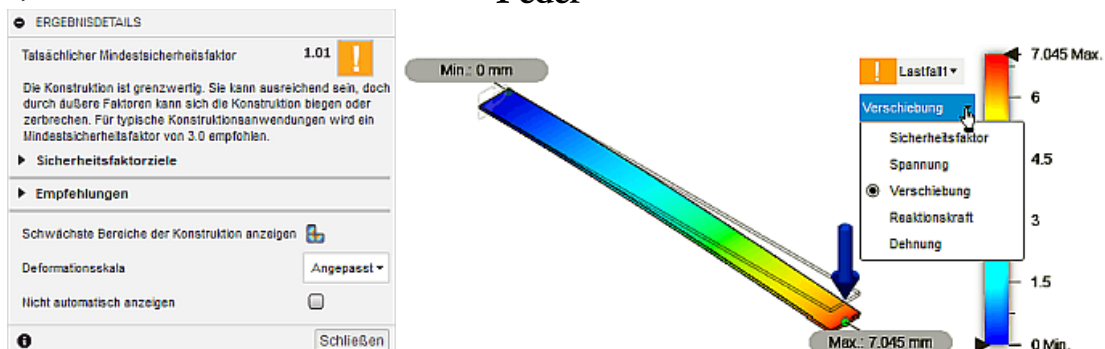 Feder
ERGEBNISDETAILS
Tatsächlicher Mindestsicherheitsfaktor 1.01
Die Konstruktion ist grenzwertig. Sie kann ausreichend sein, doch
durch äußere Faktoren kann sich die Konstruktion biegen oder
zerbrechen. Für typische Konstruktionsanwendungen wird ein
Mindestsicherheitsfaktor von 3.0 empfohlen.
Sicherheitsfaktorziele
Empfehlungen
Schwächste Bereiche der Konstruktion anzeigen
Deformationsskala Angepasst
Nicht automatisch anzeigen
Schließen
Min.: 0 mm
Max.: 7.045 mm
Lastfall1
Verschiebung
Sicherheitsfaktor
Spannung
Verschiebung
Reaktionskraft
Dehnung
7.045 Max.
6
4.5
3
1.5
0 Min.